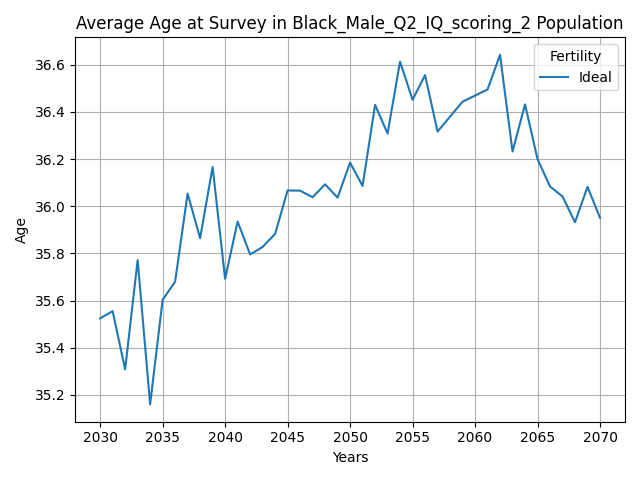 Average Age at Survey in Black_Male_Q2_IQ_scoring_2 Population
Fertility
Ideal
36.6
36.4
36.2
36.0
35.8
35.6
35.4
35.2
Age
2030 2035 2040 2045 2050 2055 2060 2065 2070
Years